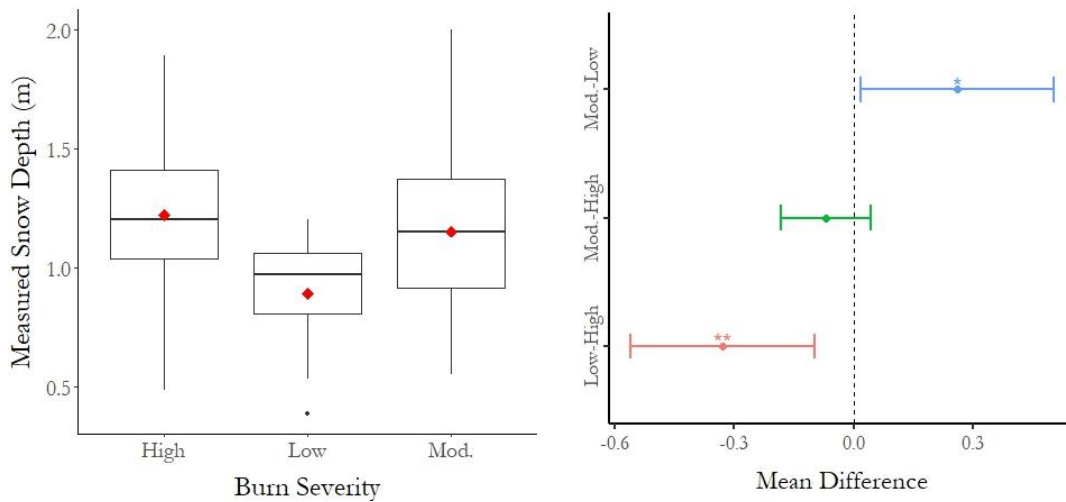 Measured Snow Depth (m)
2.0
1.5
1.0
0.5
High
Low
Mod.
Burn Severity
Mod.-Low
Mod.-High
Low-High
*
**
-0.6
-0.3
0.0
0.3
Mean Difference